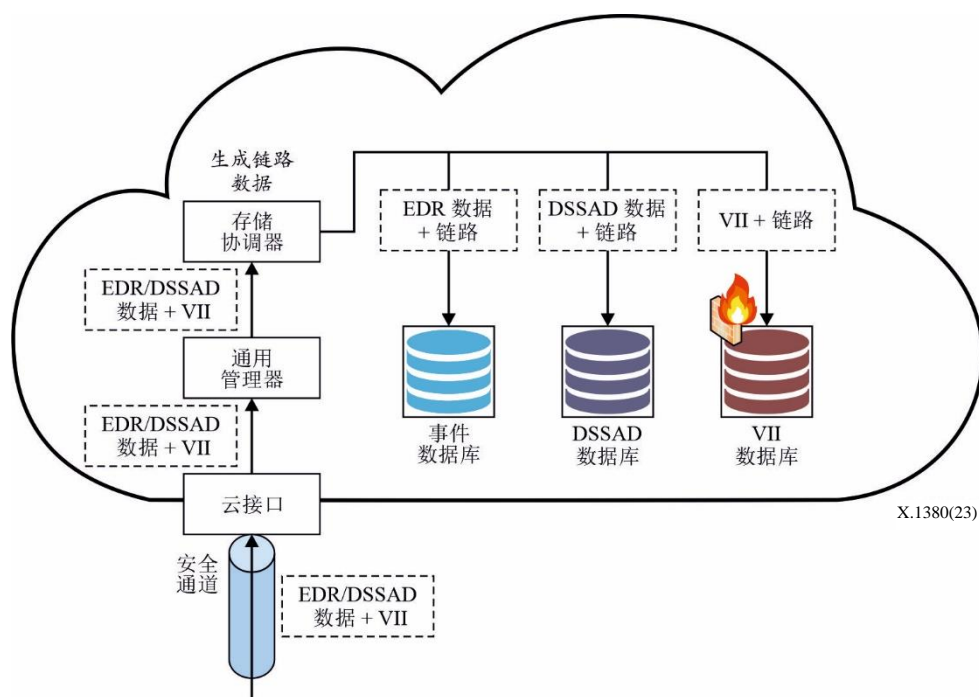 生成链路
数据
存储
协调器
EDR 数据
+ 链路
DSSAD 数据
+ 链路
VII + 链路
EDR/DSSAD
数据 + VII
通用
管理器
事件
数据库
DSSAD
数据库
VII
数据库
EDR/DSSAD
数据 + VII
云接口
X.1380(23)
安全
通道
EDR/DSSAD
数据 + VII